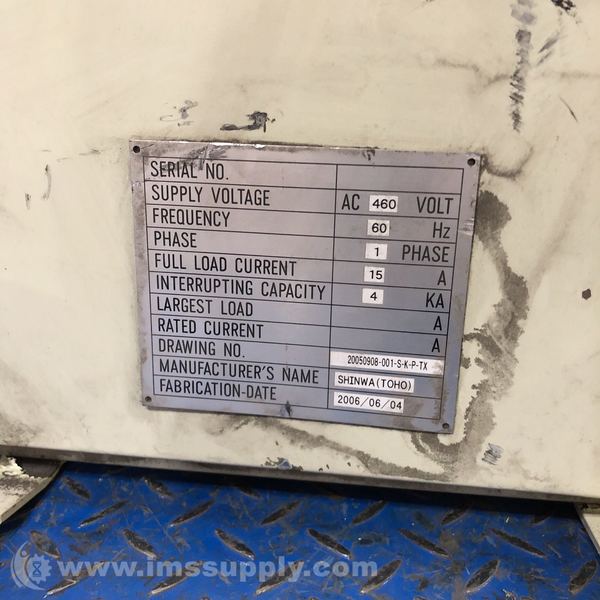 SERIAL NO.
SUPPLY VOLTAGE AC 460 VOLT
FREQUENCY 60 Hz
PHASE 1 PHASE
FULL LOAD CURRENT 15 A
INTERRUPTING CAPACITY 4 KA
LARGEST LOAD A
RATED CURRENT A
DRAWING NO. 20050908-001-S-K-P-TX
MANUFACTURER'S NAME SHINWA(TOHO)
FABRICATION-DATE 2006/06/04
www.imssupply.com